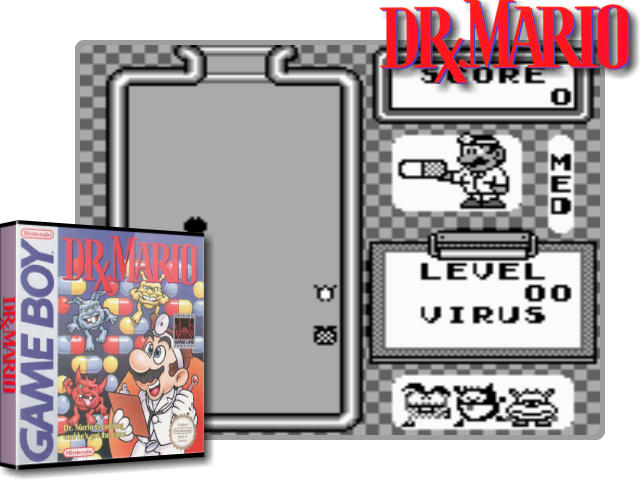 DR. MARIO
SCORE
0
MED
LEVEL
00
VIRUS
Nintendo
GAME BOY
DR. MARIO
DR. MARIO
Nintendo